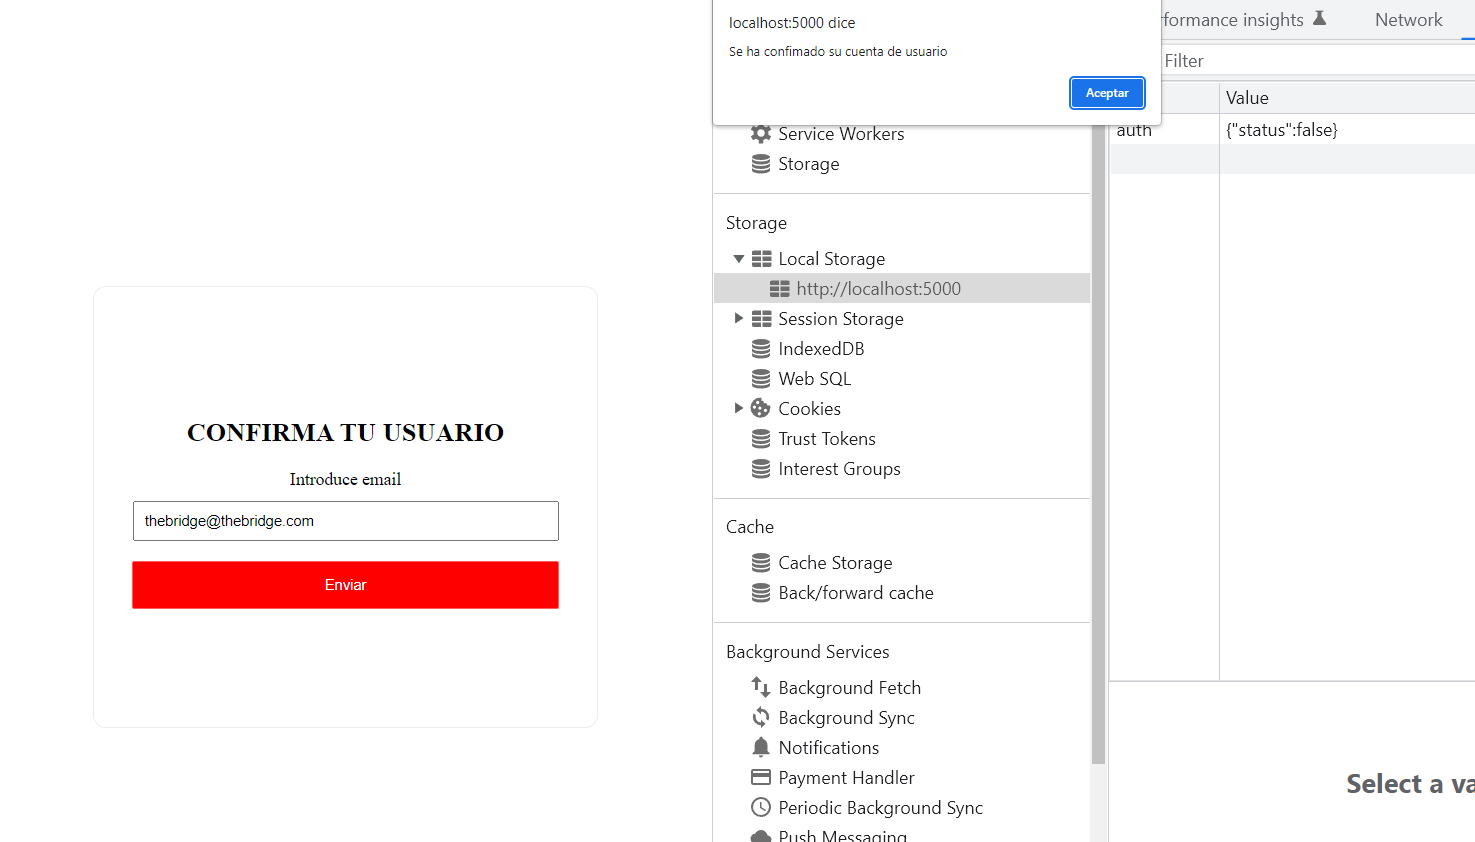 CONFIRMA TU USUARIO
Introduce email
thebridge@thebridge.com
Enviar
localhost:5000 dice
Se ha confimado su cuenta de usuario
Aceptar
rformance insights
Network
Filter
Value
auth
{"status":false}
Service Workers
Storage
Storage
Local Storage
http://localhost:5000
Session Storage
IndexedDB
Web SQL
Cookies
Trust Tokens
Interest Groups
Cache
Cache Storage
Back/forward cache
Background Services
Background Fetch
Background Sync
Notifications
Payment Handler
Periodic Background Sync
Push Messaging
Select a va